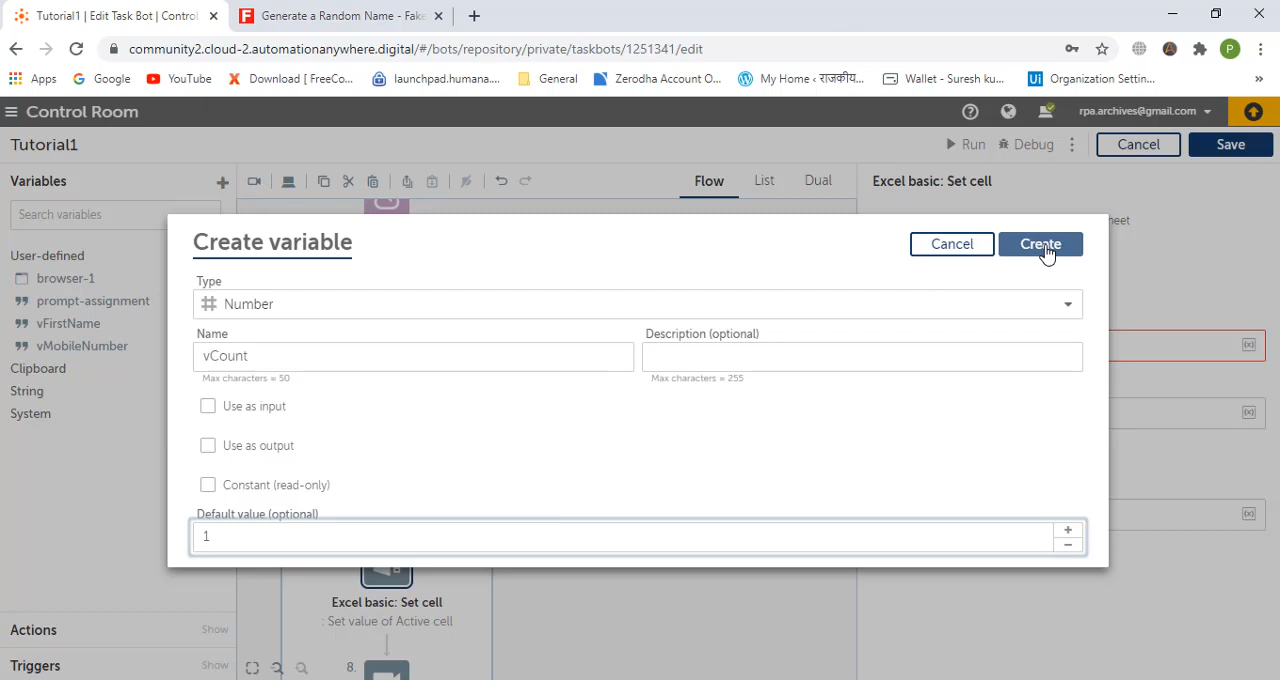 Tutorial1 | Edit Task Bot | Control
Generate a Random Name - Fake
community2.cloud-2.automationanywhere.digital/#/bots/repository/private/taskbots/1251341/edit
P
Apps
Google
YouTube
Download [ FreeCo...
launchpad.humana....
General
Zerodha Account O...
My Home ‹ राजकीय...
Wallet - Suresh ku...
Organization Settin...
Control Room
rpa.archives@gmail.com
Tutorial1
Run
Debug
Cancel
Save
Variables
Flow
List
Dual
Excel basic: Set cell
Search variables
User-defined
browser-1
prompt-assignment
vFirstName
vMobileNumber
Clipboard
String
System
Create variable
Cancel
Create
Type
Number
Name
Description (optional)
vCount
Max characters = 50
Max characters = 255
Use as input
Use as output
Constant (read-only)
Default value (optional)
1
Excel basic: Set cell
: Set value of Active cell
8.
Actions
Show
Triggers
Show